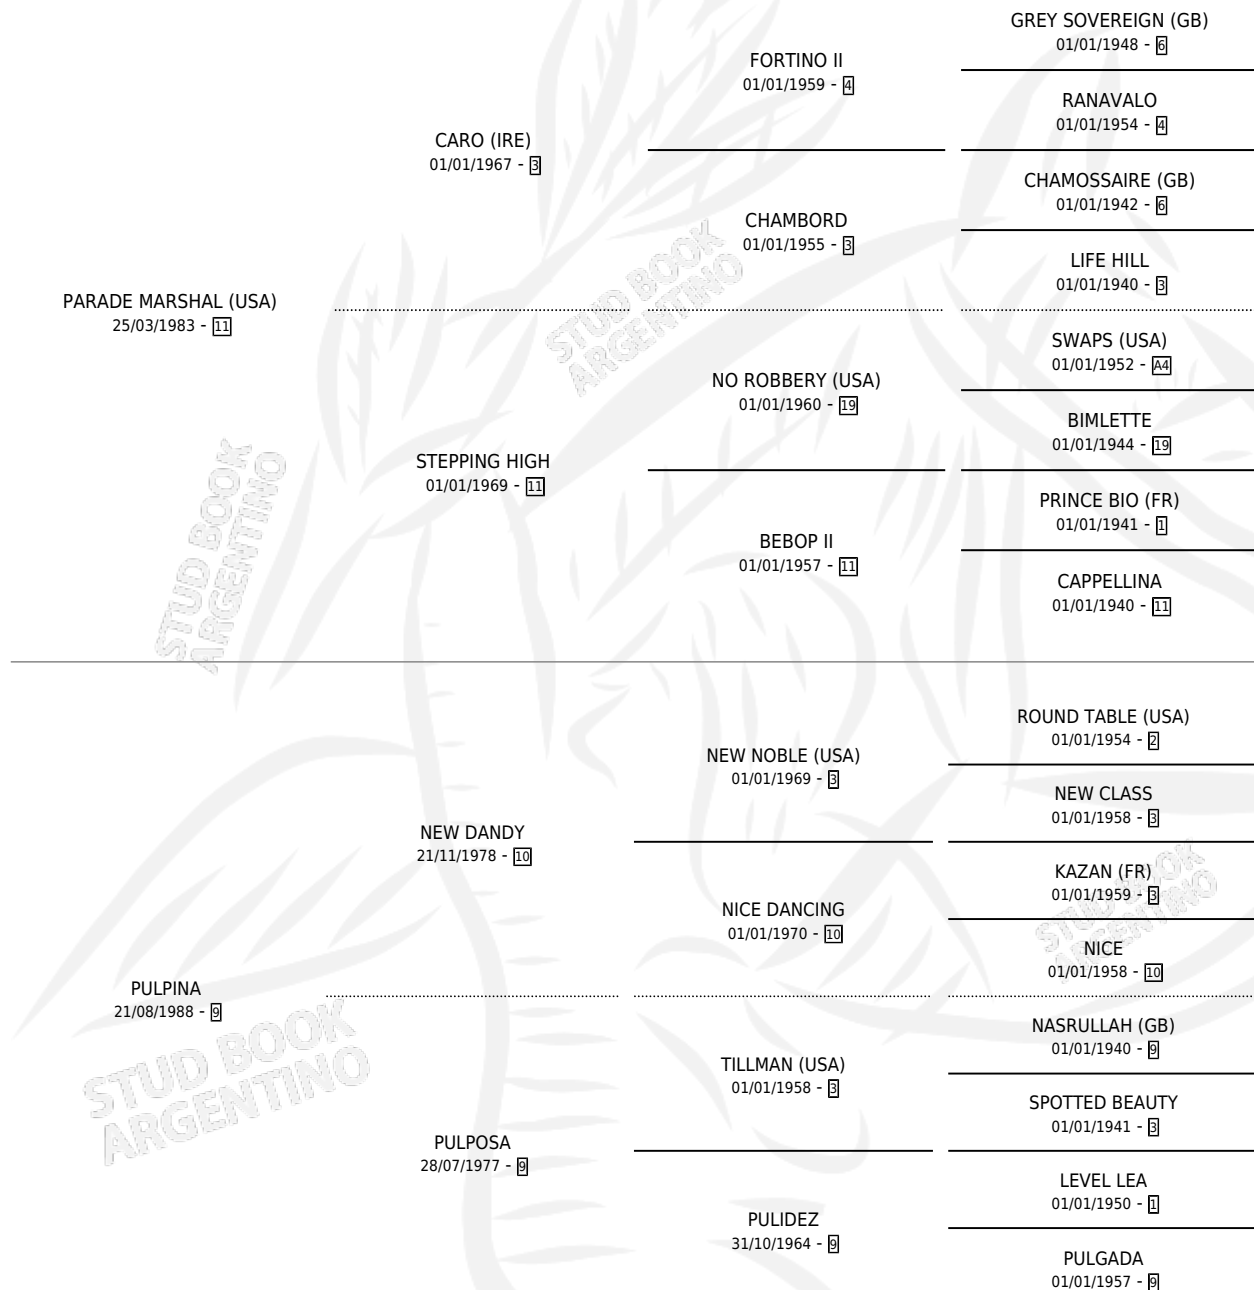 GREY SOVEREIGN (GB)
01/01/1948 - 6
FORTINO II
01/01/1959 - 4
RANAVALO
01/01/1954 - 4
CARO (IRE)
01/01/1967 - 3
CHAMOSSAIRE (GB)
01/01/1942 - 6
CHAMBORD
01/01/1955 - 3
LIFE HILL
01/01/1940 - 3
PARADE MARSHAL (USA)
25/03/1983 - 11
SWAPS (USA)
01/01/1952 - A4
NO ROBBERY (USA)
01/01/1960 - 19
BIMLETTE
01/01/1944 - 19
STEPPING HIGH
01/01/1969 - 11
PRINCE BIO (FR)
01/01/1941 - 1
BEBOP II
01/01/1957 - 11
CAPPELLINA
01/01/1940 - 11
STUD BOOK
ARGENTINO
STUD BOOK
ARGENTINO
ROUND TABLE (USA)
01/01/1954 - 2
NEW NOBLE (USA)
01/01/1969 - 3
NEW CLASS
01/01/1958 - 3
NEW DANDY
21/11/1978 - 10
KAZAN (FR)
01/01/1959 - 3
NICE DANCING
01/01/1970 - 10
NICE
01/01/1958 - 10
PULPINA
21/08/1988 - 9
NASRULLAH (GB)
01/01/1940 - 9
TILLMAN (USA)
01/01/1958 - 3
SPOTTED BEAUTY
01/01/1941 - 3
PULPOSA
28/07/1977 - 9
LEVEL LEA
01/01/1950 - 1
PULIDEZ
31/10/1964 - 9
PULGADA
01/01/1957 - 9
STUD BOOK
ARGENTINO
STUD BOOK
ARGENTINO